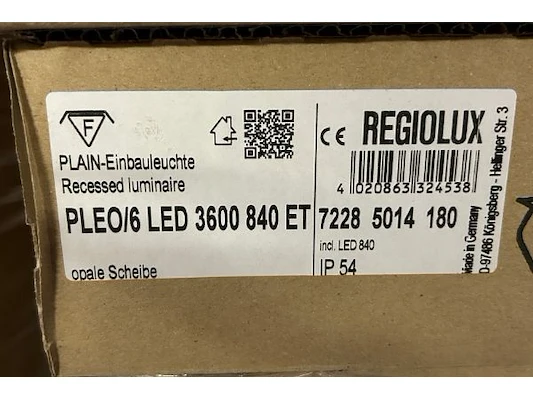 F
PLAIN-Einbauleuchte
Recessed luminaire
PLEO/6 LED 3600 840 ET
opale Scheibe
CE REGIOLUX
4 020863 324538
7228 5014 180
incl. LED 840
IP 54
Made in Germany
D-97486 Königsberg - Hellinger Str. 3